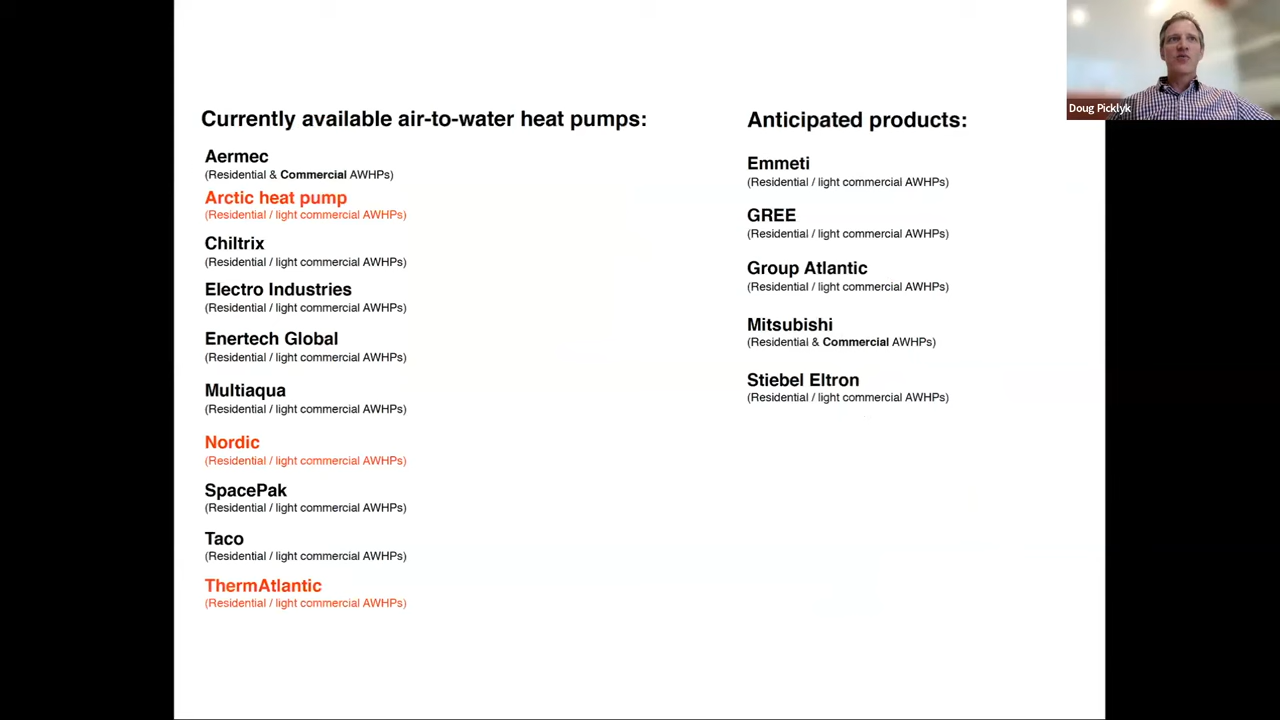 Currently available air-to-water heat pumps:
Aermec
(Residential & Commercial AWHPs)
Arctic heat pump
(Residential / light commercial AWHPs)
Chiltrix
(Residential / light commercial AWHPs)
Electro Industries
(Residential / light commercial AWHPs)
Enertech Global
(Residential / light commercial AWHPs)
Multiaqua
(Residential / light commercial AWHPs)
Nordic
(Residential / light commercial AWHPs)
SpacePak
(Residential / light commercial AWHPs)
Taco
(Residential / light commercial AWHPs)
ThermAtlantic
(Residential / light commercial AWHPs)
Anticipated products:
Emmeti
(Residential / light commercial AWHPs)
GREE
(Residential / light commercial AWHPs)
Group Atlantic
(Residential / light commercial AWHPs)
Mitsubishi
(Residential & Commercial AWHPs)
Stiebel Eltron
(Residential / light commercial AWHPs)
Doug Picklyk